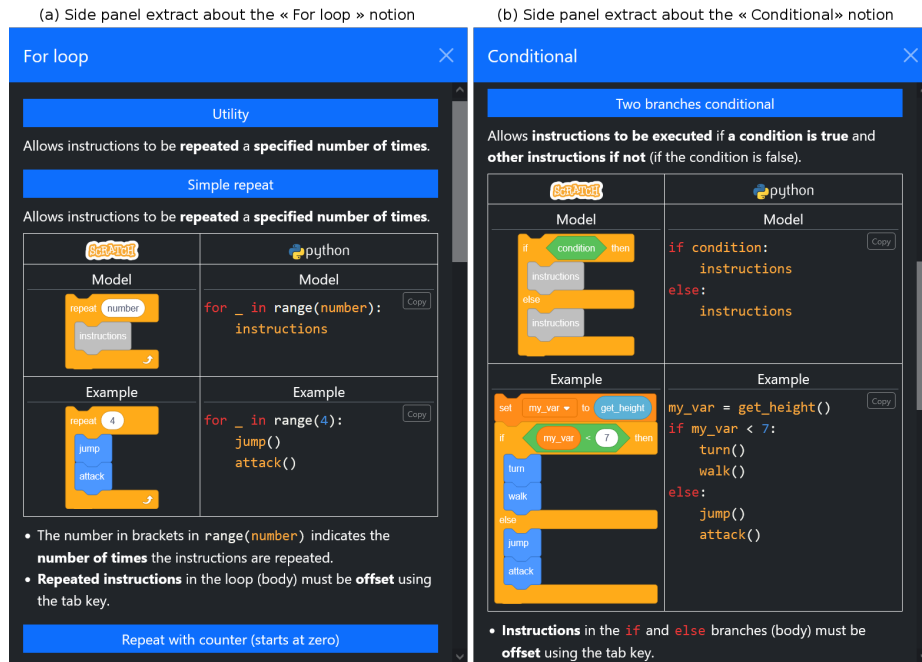 (a) Side panel extract about the « For loop » notion
For loop
Utility
Allows instructions to be repeated a specified number of times.
Simple repeat
Allows instructions to be repeated a specified number of times.
SCRATCH
python
Model
repeat number
instructions
Model
for _ in range(number):
instructions
Copy
Example
repeat 4
jump
attack
Example
for _ in range(4):
jump()
attack()
Copy
• The number in brackets in range(number) indicates the
number of times the instructions are repeated.
• Repeated instructions in the loop (body) must be offset using
the tab key.
Repeat with counter (starts at zero)
(b) Side panel extract about the « Conditional» notion
Conditional
Two branches conditional
Allows instructions to be executed if a condition is true and
other instructions if not (if the condition is false).
SCRATCH
python
Model
if condition then
instructions
else
instructions
Model
if condition:
instructions
else:
instructions
Copy
Example
set my_var to get_height
if my_var < 7 then
turn
walk
else
jump
attack
Example
my_var = get_height()
if my_var < 7:
turn()
walk()
else:
jump()
attack()
Copy
• Instructions in the if and else branches (body) must be
offset using the tab key.